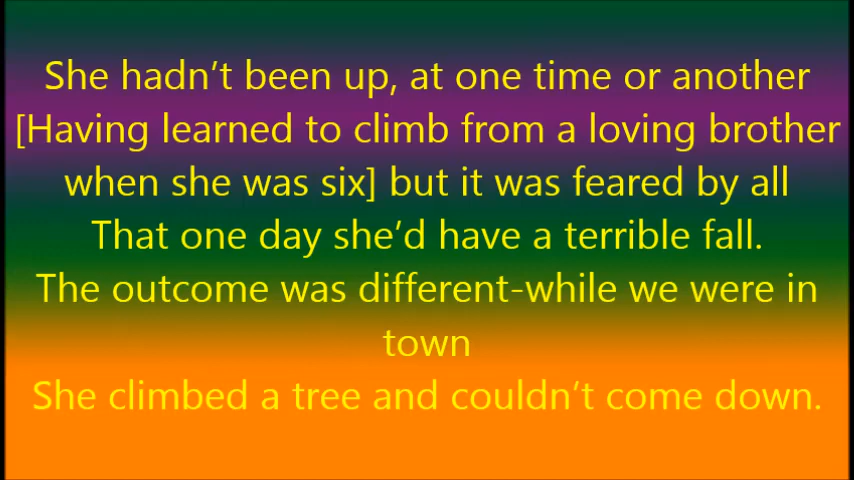 She hadn’t been up, at one time or another
[Having learned to climb from a loving brother
when she was six] but it was feared by all
That one day she’d have a terrible fall.
The outcome was different-while we were in
town
She climbed a tree and couldn’t come down.